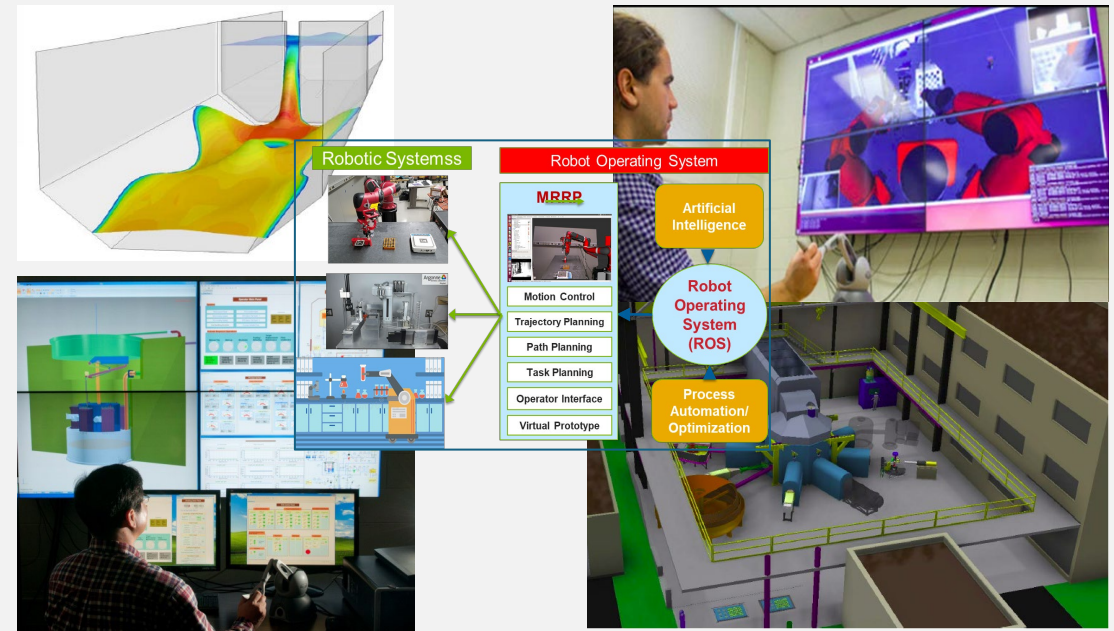 Robotic Systemss
Robot Operating System
MRRP
Artificial
Intelligence
Argonne
Robot
Operating
System
(ROS)
Motion Control
Trajectory Planning
Path Planning
Task Planning
Operator Interface
Virtual Prototype
Process
Automation/
Optimization